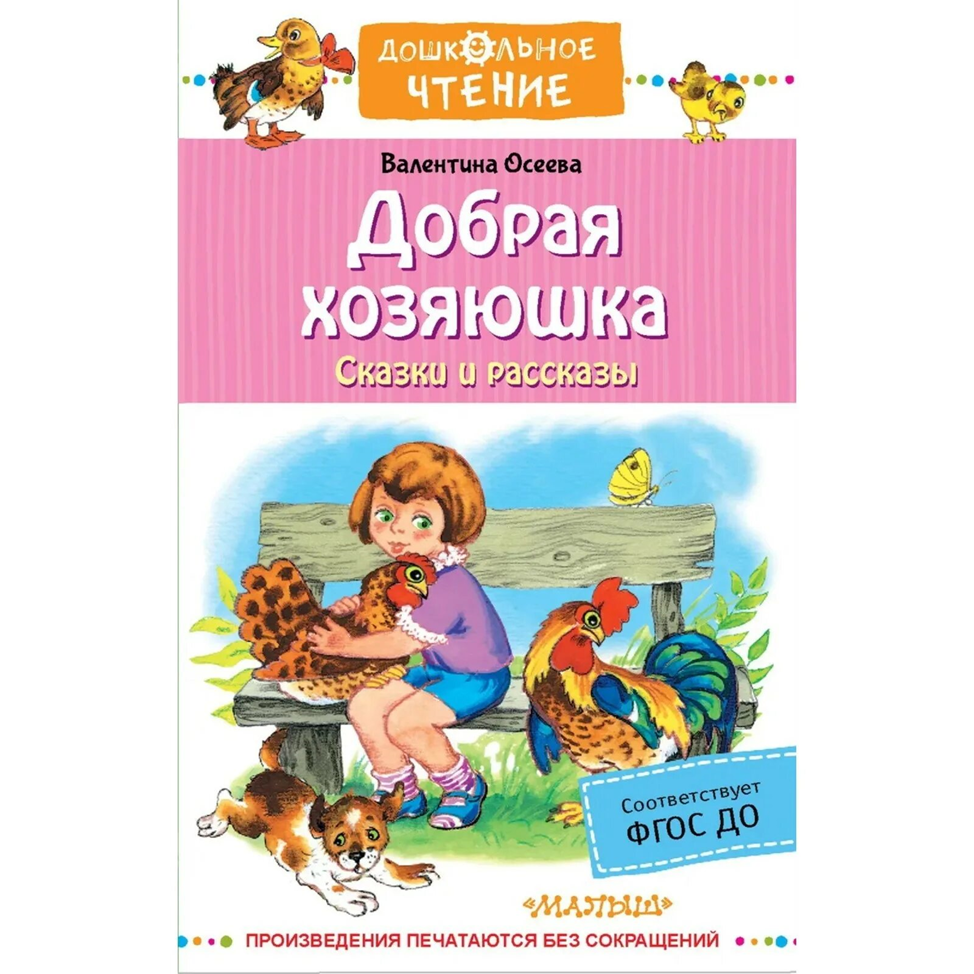 ДОШКОЛЬНОЕ
ЧТЕНИЕ
Валентина Осеева
Добрая
хозяюшка
Сказки и рассказы
Соответствует
ФГОС ДО
«МАЛЫШ»
ПРОИЗВЕДЕНИЯ ПЕЧАТАЮТСЯ БЕЗ СОКРАЩЕНИЙ